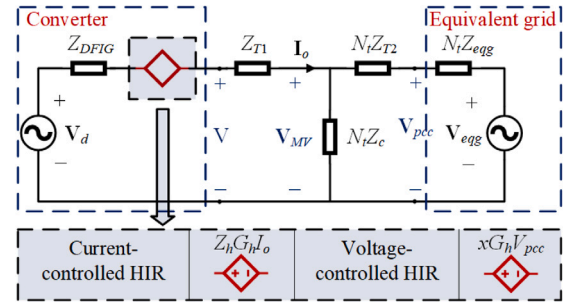 Converter
Equivalent grid
Z_DFIG
Z_T1
I_o
N_tZ_T2
N_tZ_eqg
+
+
+
+
+
V_d
V
V_MV
N_tZ_c
V_pcc
V_eqg
−
−
−
−
−
Current-
controlled HIR
Z_hG_hI_o
+ −
Voltage-
controlled HIR
xG_hV_pcc
+ −